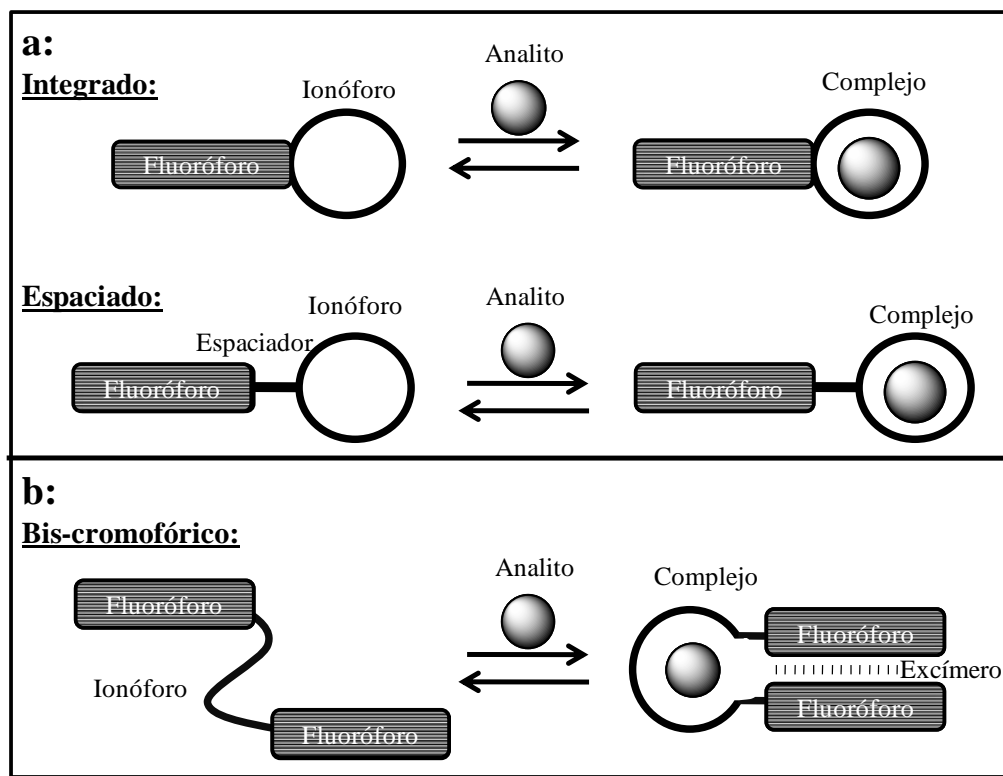 a:
Integrado:
Ionóforo
Analito
Complejo
Fluoróforo
Fluoróforo
Espaciado:
Ionóforo
Analito
Complejo
Espaciador
Fluoróforo
Fluoróforo
b:
Bis-cromofórico:
Analito
Complejo
Fluoróforo
Fluoróforo
Excímero
Ionóforo
Fluoróforo
Fluoróforo